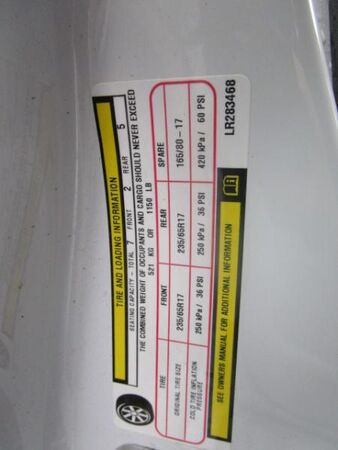 TIRE AND LOADING INFORMATION
SEATING CAPACITY - TOTAL 7 FRONT 2 REAR 5
THE COMBINED WEIGHT OF OCCUPANTS AND CARGO SHOULD NEVER EXCEED
521 KG OR 1150 LB
TIRE FRONT REAR SPARE
ORIGINAL TIRE SIZE 235/65R17 235/65R17 165/80-17
COLD TIRE INFLATION PRESSURE 250 kPa / 36 PSI 250 kPa / 36 PSI 420 kPa / 60 PSI
SEE OWNERS MANUAL FOR ADDITIONAL INFORMATION
LR283468